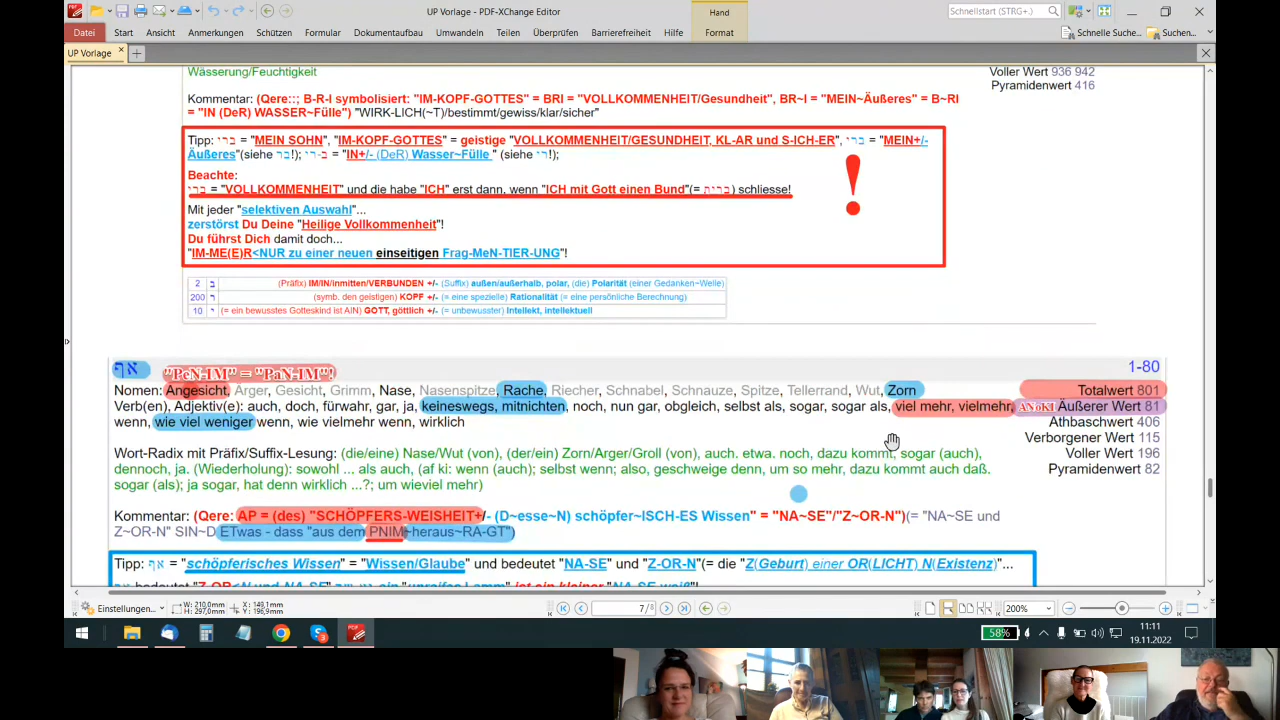 UP Vorlage - PDF-XChange Editor
Hand
Schnellstart (STRG+.)
Datei Start Ansicht Anmerkungen Schützen Formular Dokumentaufbau Umwandeln Teilen Überprüfen Barrierefreiheit Hilfe Format Schnelle Suche... Suchen...
UP Vorlage
Wässerung/Feuchtigkeit
Voller Wert 936 942
Pyramidenwert 416
Kommentar: (Qere::; B-R-I symbolisiert: "IM-KOPF-GOTTES" = BRI = "VOLLKOMMENHEIT/Gesundheit", BR~I = "MEIN~Äußeres" = B~RI
= "IN (DeR) WASSER~Fülle") "WIRK-LICH(~T)/bestimmt/gewiss/klar/sicher"
Tipp: ברי = "MEIN SOHN", "IM-KOPF-GOTTES" = geistige "VOLLKOMMENHEIT/GESUNDHEIT, KL-AR und S-ICH-ER", ברי = "MEIN+/-
Äußeres"(siehe בר!); ב-רי = "IN+/- (DeR) Wasser~Fülle " (siehe רי!);
Beachte:
ברי = "VOLLKOMMENHEIT" und die habe "ICH" erst dann, wenn "ICH mit Gott einen Bund"(= ברית) schliesse!
Mit jeder "selektiven Auswahl"...
zerstörst Du Deine "Heilige Vollkommenheit"!
Du führst Dich damit doch...
"IM-ME(E)R<NUR zu einer neuen einseitigen Frag-MeN-TIER-UNG"!
!
2 ב (Präfix) IM/IN/inmitten/VERBUNDEN +/- (Suffix) außen/außerhalb, polar, (die) Polarität (einer Gedanken~Welle)
200 ר (symb. den geistigen) KOPF +/- (= eine spezielle) Rationalität (= eine persönliche Berechnung)
10 י (= ein bewusstes Gotteskind ist AIN) GOTT, göttlich +/- (= unbewusster) Intellekt, intellektuell
אף "PeN-IM" = "PaN-IM"! 1-80
Nomen: Angesicht, Ärger, Gesicht, Grimm, Nase, Nasenspitze, Rache, Riecher, Schnabel, Schnauze, Spitze, Tellerrand, Wut, Zorn
Totalwert 801
Verb(en), Adjektiv(e): auch, doch, fürwahr, gar, ja, keineswegs, mitnichten, noch, nun gar, obgleich, selbst als, sogar, sogar als, viel mehr, vielmehr,
ANoKI Äußerer Wert 81
wenn, wie viel weniger wenn, wie vielmehr wenn, wirklich
Athbaschwert 406
Verborgener Wert 115
Voller Wert 196
Pyramidenwert 82
Wort-Radix mit Präfix/Suffix-Lesung: (die/eine) Nase/Wut (von), (der/ein) Zorn/Ärger/Groll (von), auch. etwa. noch, dazu kommt, sogar (auch),
dennoch, ja. (Wiederholung): sowohl ... als auch, (af ki: wenn (auch); selbst wenn; also, geschweige denn, um so mehr, dazu kommt auch daß.
sogar (als); ja sogar, hat denn wirklich ...?; um wieviel mehr)
Kommentar: (Qere: AP = (des) "SCHÖPFERS-WEISHEIT+/- (D~esse~N) schöpfer~ISCH-ES Wissen" = "NA~SE"/"Z~OR-N")(= "NA~SE und
Z~OR-N" SIN~D ETwas - dass "aus dem PNIM~heraus~RA-GT")
Tipp: אף = "schöpferisches Wissen" = "Wissen/Glaube" und bedeutet "NA-SE" und "Z-OR-N"(= die "Z(Geburt) einer OR(LICHT) N(Existenz)"...
Einstellungen...
W: 210,0mm
H: 297,0mm
X: 149,1mm
Y: 196,9mm
7 / 8
200%
58%
11:11
19.11.2022